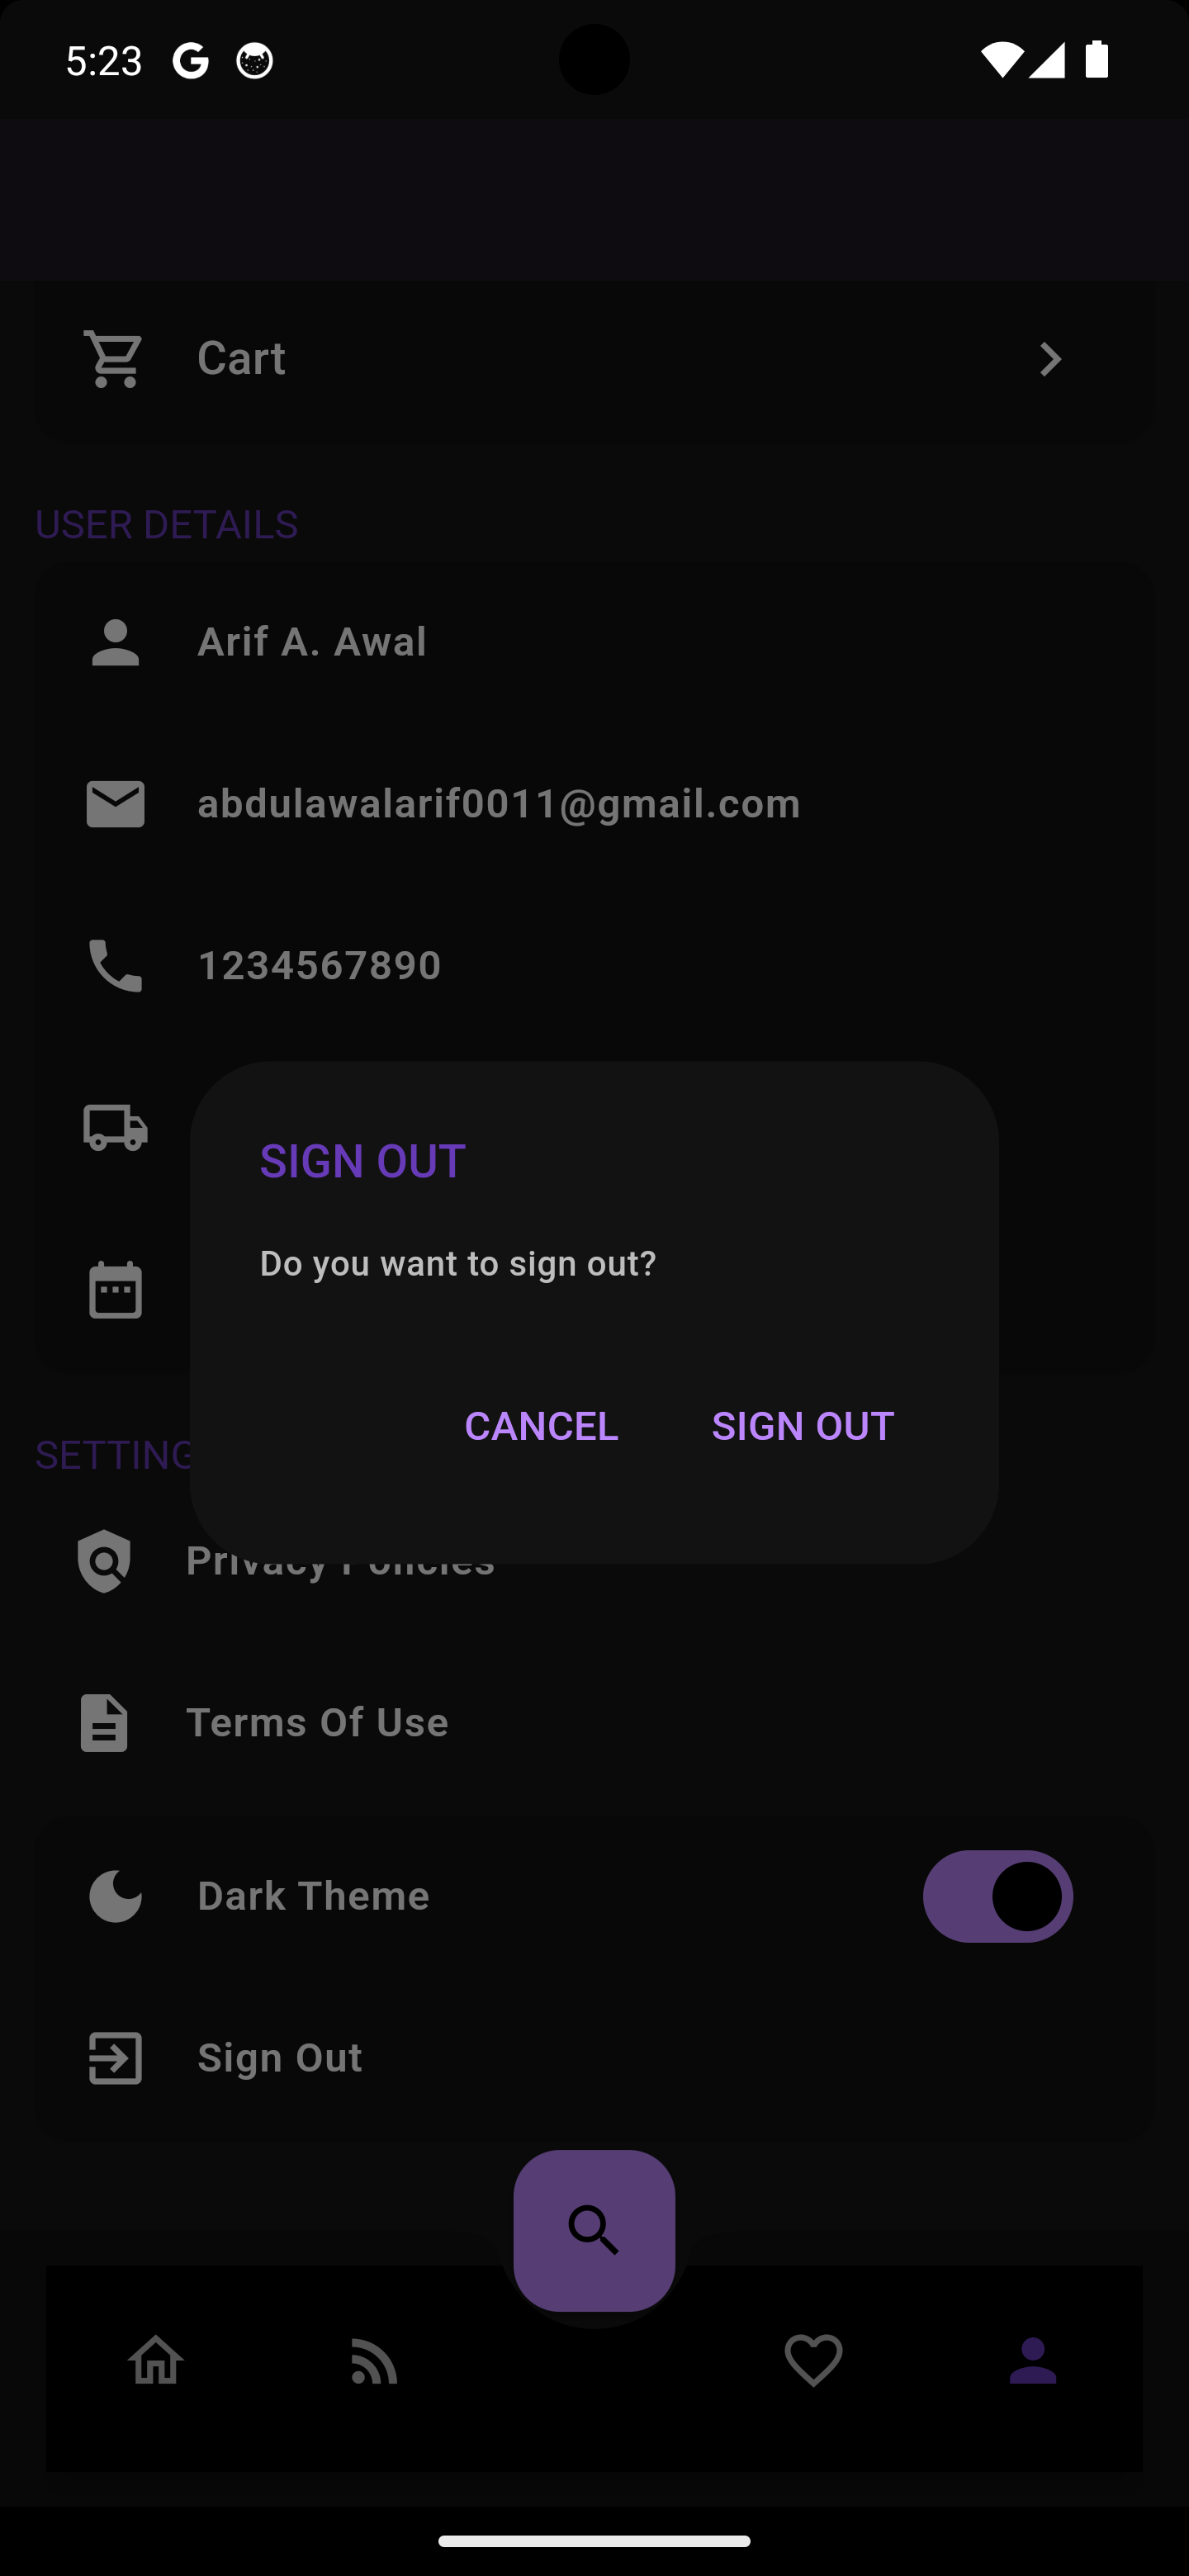 5:23
Cart
USER DETAILS
Arif A. Awal
abdulawalarif0011@gmail.com
1234567890
SIGN OUT
Do you want to sign out?
CANCEL SIGN OUT
SETTING
Privacy Policies
Terms Of Use
Dark Theme
Sign Out